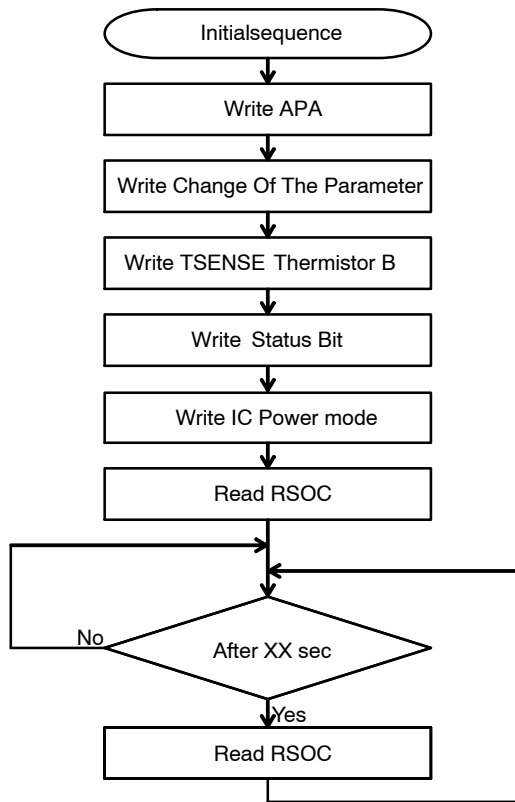 Initialsequence
Write APA
Write Change Of The Parameter
Write TSENSE Thermistor B
Write Status Bit
Write IC Power mode
Read RSOC
No
After XX sec
Yes
Read RSOC